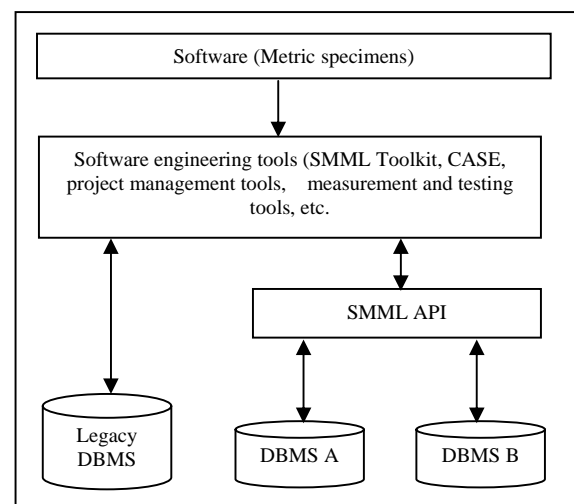 Software (Metric specimens)
Software engineering tools (SMML Toolkit, CASE,
project management tools, measurement and testing
tools, etc.
SMML API
Legacy
DBMS
DBMS A
DBMS B